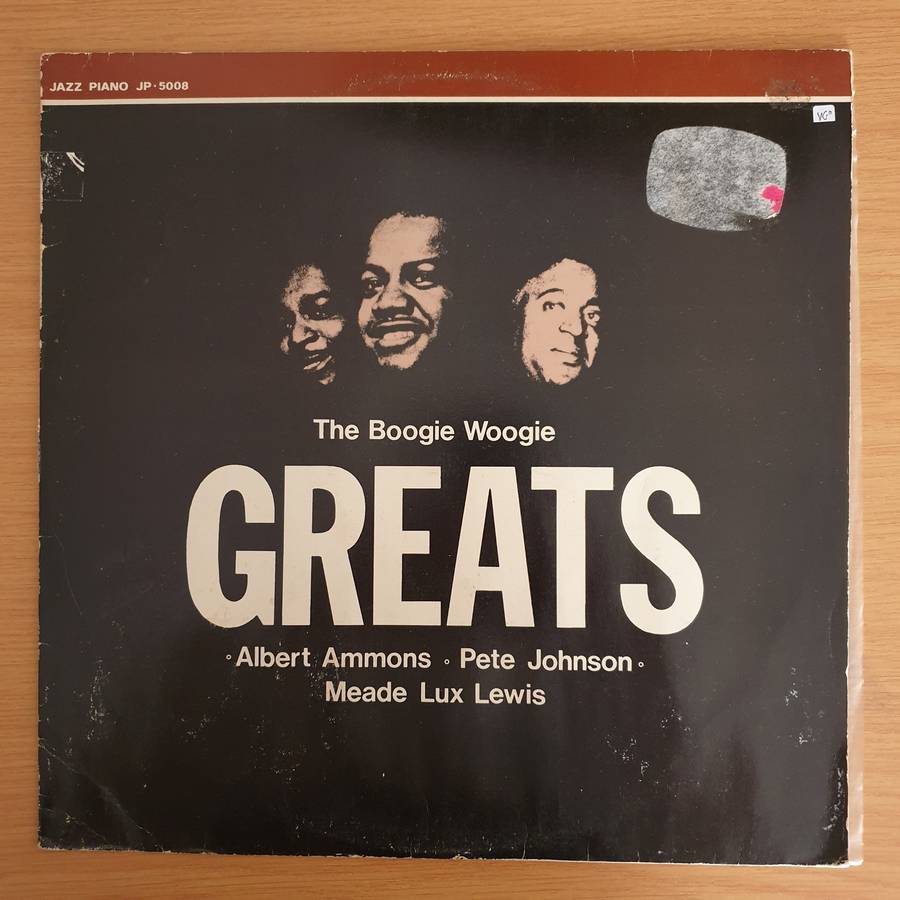 JAZZ PIANO JP·5008
VG+
The Boogie Woogie
GREATS
◦Albert Ammons ◦ Pete Johnson◦
Meade Lux Lewis